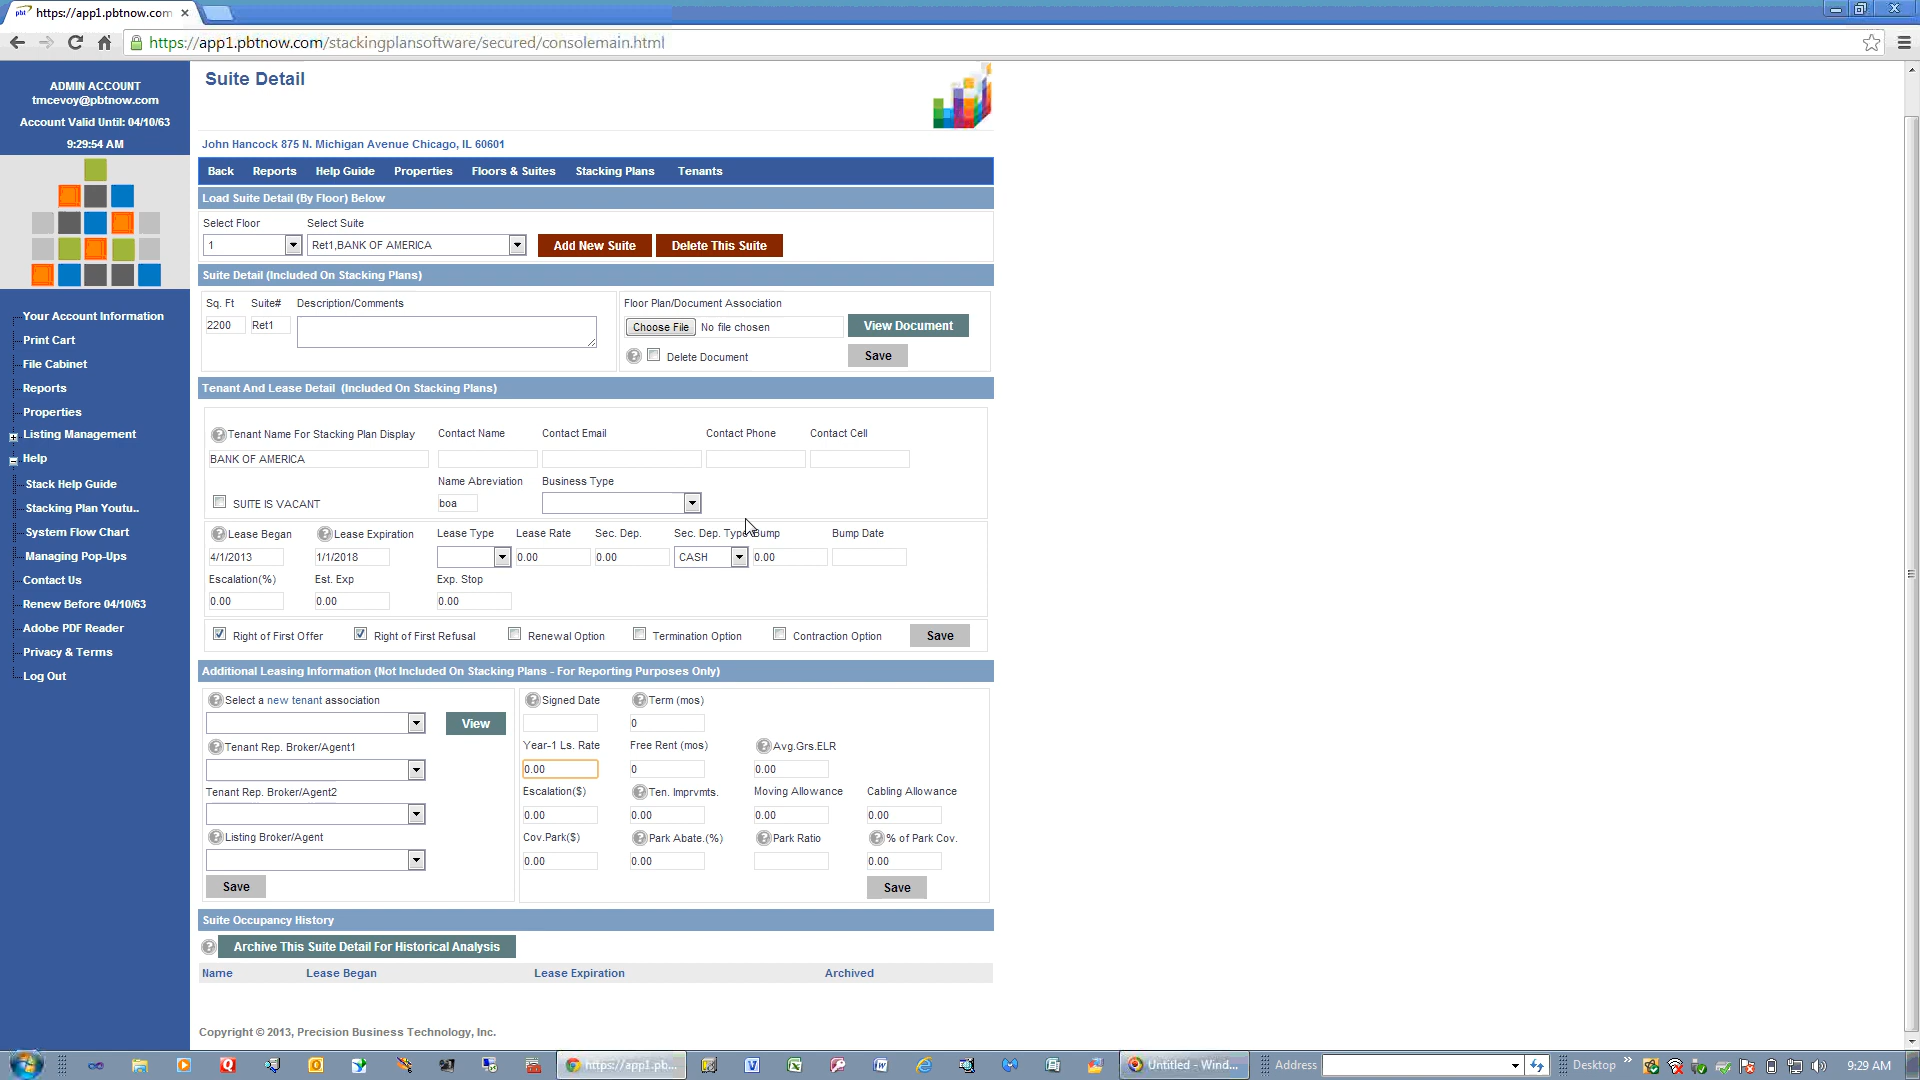 pbt https://app1.pbtnow.com
https://app1.pbtnow.com/stackingplansoftware/secured/consolemain.html
ADMIN ACCOUNT
tmcevoy@pbtnow.com
Account Valid Until: 04/10/63
9:29:54 AM
Your Account Information
Print Cart
File Cabinet
Reports
Properties
Listing Management
Help
Stack Help Guide
Stacking Plan Youtu..
System Flow Chart
Managing Pop-Ups
Contact Us
Renew Before 04/10/63
Adobe PDF Reader
Privacy & Terms
Log Out
Suite Detail
John Hancock 875 N. Michigan Avenue Chicago, IL 60601
Back Reports Help Guide Properties Floors & Suites Stacking Plans Tenants
Load Suite Detail (By Floor) Below
Select Floor Select Suite
1 Ret1,BANK OF AMERICA Add New Suite Delete This Suite
Suite Detail (Included On Stacking Plans)
Sq. Ft Suite# Description/Comments Floor Plan/Document Association
2200 Ret1 Choose File No file chosen View Document
Delete Document Save
Tenant And Lease Detail (Included On Stacking Plans)
Tenant Name For Stacking Plan Display Contact Name Contact Email Contact Phone Contact Cell
BANK OF AMERICA
Name Abreviation Business Type
SUITE IS VACANT boa
Lease Began Lease Expiration Lease Type Lease Rate Sec. Dep. Sec. Dep. Type Bump Bump Date
4/1/2013 1/1/2018 0.00 0.00 CASH 0.00
Escalation(%) Est. Exp Exp. Stop
0.00 0.00 0.00
Right of First Offer Right of First Refusal Renewal Option Termination Option Contraction Option Save
Additional Leasing Information (Not Included On Stacking Plans - For Reporting Purposes Only)
Select a new tenant association Signed Date Term (mos)
View 0
Tenant Rep. Broker/Agent1 Year-1 Ls. Rate Free Rent (mos) Avg.Grs.ELR
0.00 0 0.00
Tenant Rep. Broker/Agent2 Escalation($) Ten. Imprvmts. Moving Allowance Cabling Allowance
0.00 0.00 0.00 0.00
Listing Broker/Agent Cov.Park($) Park Abate.(%) Park Ratio % of Park Cov.
0.00 0.00 0.00
Save Save
Suite Occupancy History
Archive This Suite Detail For Historical Analysis
Name Lease Began Lease Expiration Archived
Copyright © 2013, Precision Business Technology, Inc.
https://app1.pb... Untitled - Wind... Address Desktop 9:29 AM